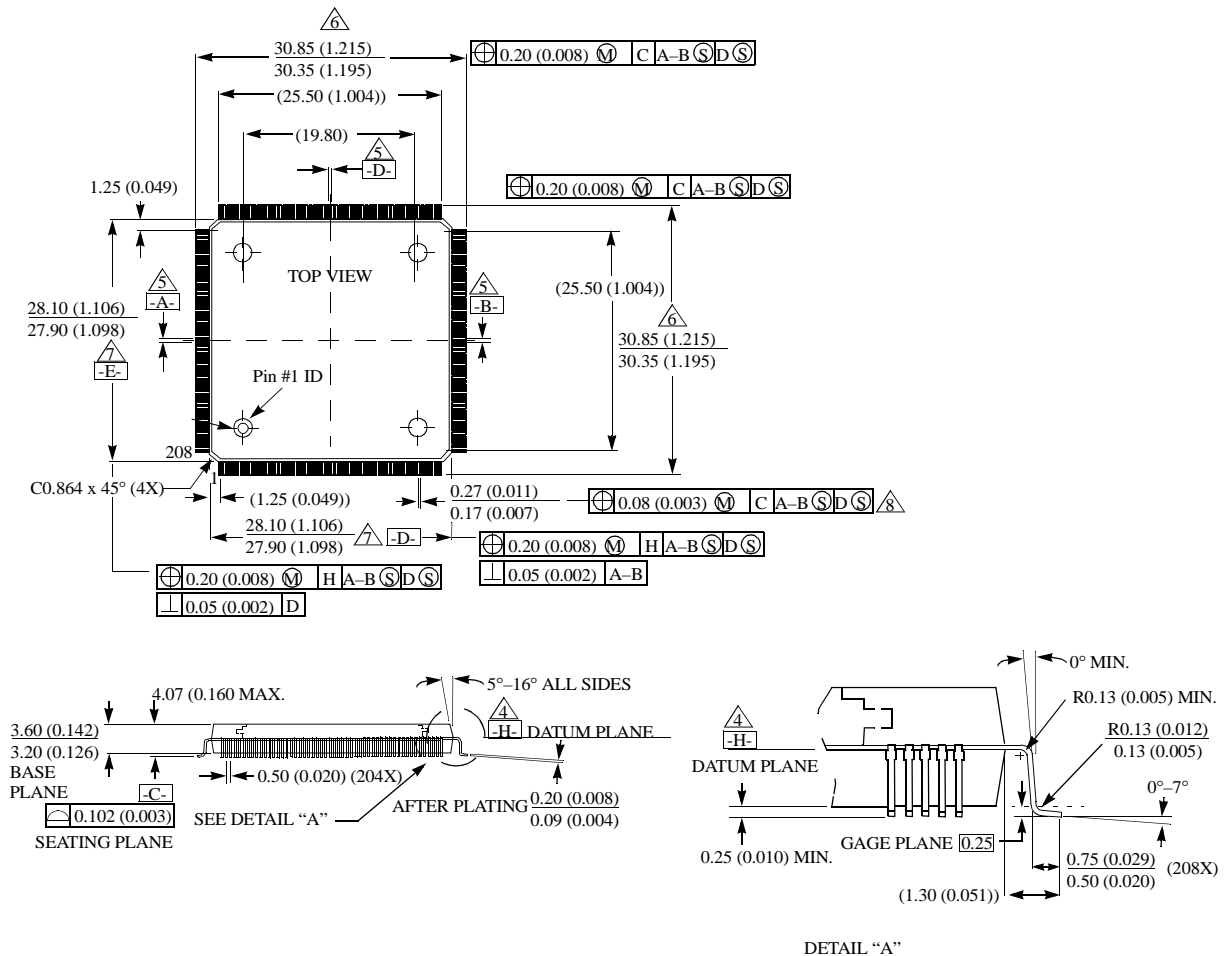 6
30.85 (1.215)
30.35 (1.195)
0.20 (0.008) M C A–B S D S
(25.50 (1.004))
(19.80)
5
-D-
1.25 (0.049)
0.20 (0.008) M C A–B S D S
TOP VIEW
5
-A-
5
-B-
(25.50 (1.004))
28.10 (1.106)
27.90 (1.098)
6
30.85 (1.215)
30.35 (1.195)
7
-E-
Pin #1 ID
208
1
C0.864 x 45° (4X)
(1.25 (0.049))
0.27 (0.011)
0.17 (0.007)
0.08 (0.003) M C A–B S D S 8
28.10 (1.106)
27.90 (1.098)
7 -D-
0.20 (0.008) M H A–B S D S
0.05 (0.002) A–B
0.20 (0.008) M H A–B S D S
0.05 (0.002) D
4.07 (0.160 MAX.
5°–16° ALL SIDES
3.60 (0.142)
3.20 (0.126)
BASE
PLANE
4
-H- DATUM PLANE
0.50 (0.020) (204X)
-C-
0.102 (0.003)
SEATING PLANE
SEE DETAIL “A”
AFTER PLATING
0.20 (0.008)
0.09 (0.004)
0° MIN.
R0.13 (0.005) MIN.
R0.13 (0.012)
0.13 (0.005)
4
-H-
DATUM PLANE
0°–7°
0.25 (0.010) MIN.
GAGE PLANE 0.25
0.75 (0.029)
0.50 (0.020)
(208X)
(1.30 (0.051))
DETAIL “A”